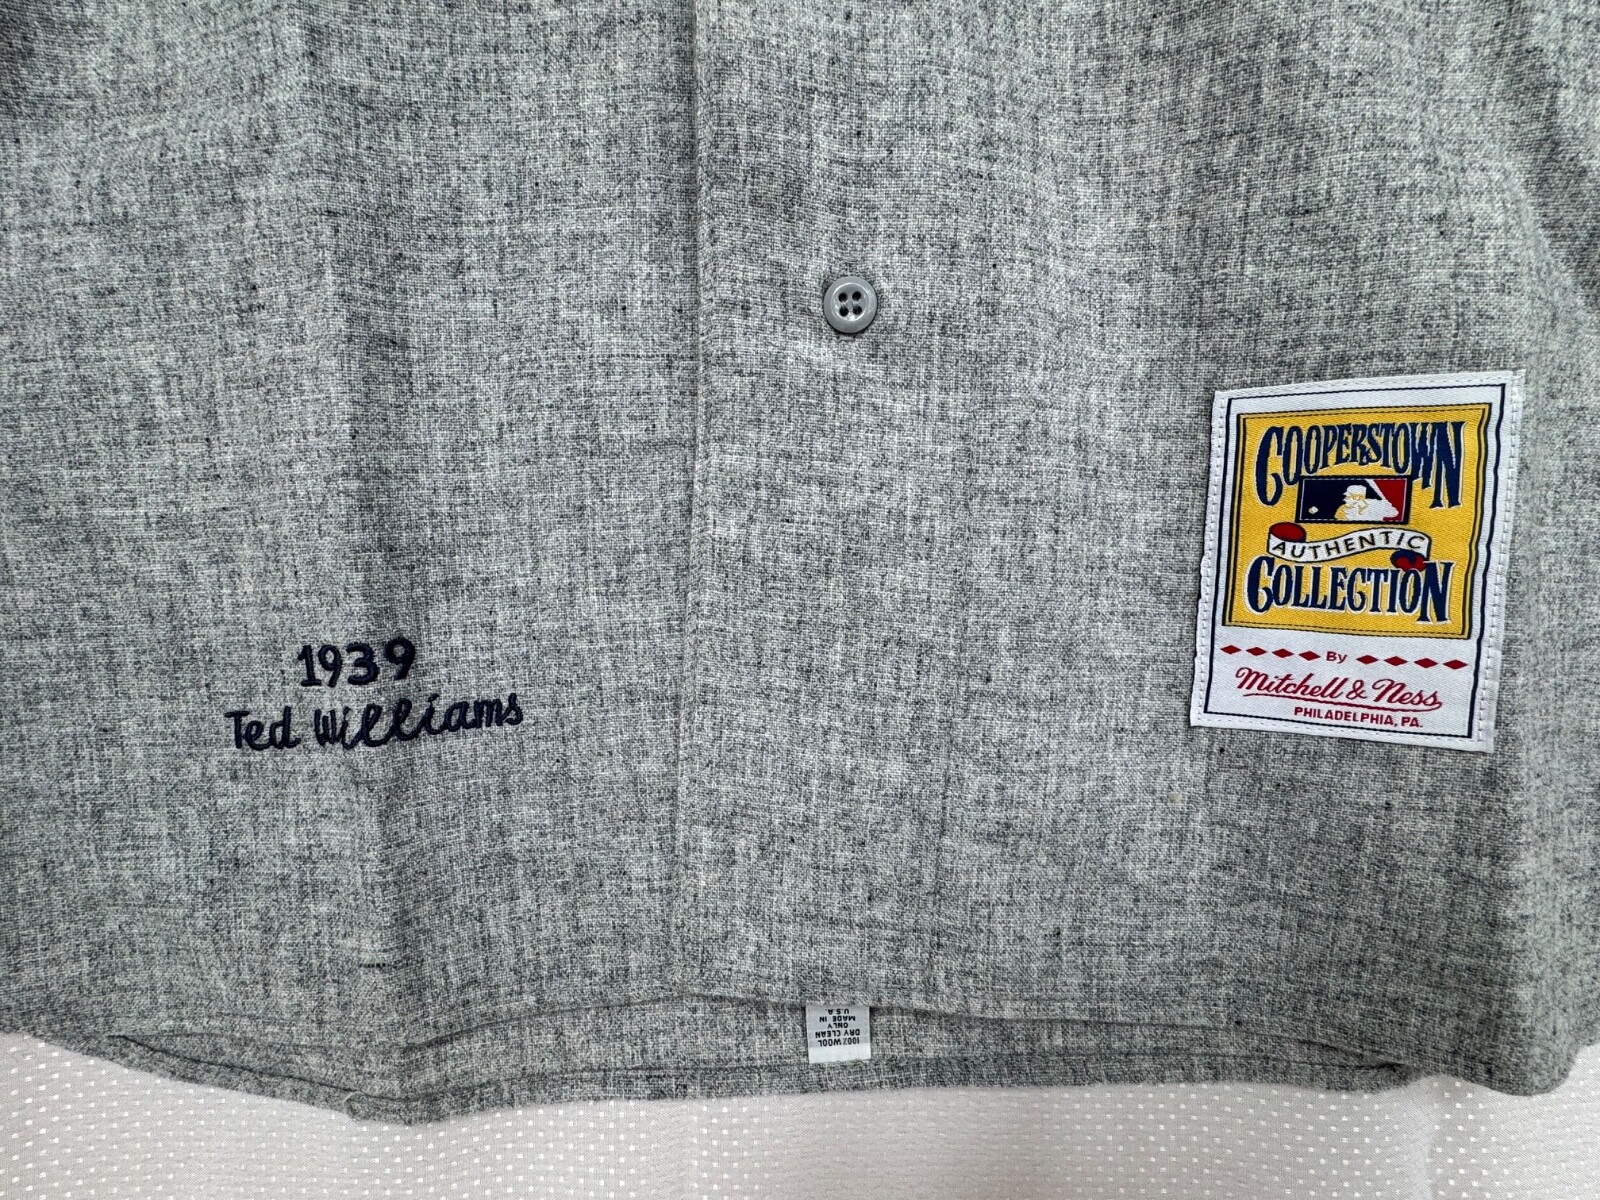 1939
Ted Williams
COOPERSTOWN
AUTHENTIC
COLLECTION
By
Mitchell & Ness
PHILADELPHIA, PA.
100% WOOL
DRY CLEAN
ONLY
MADE IN
U.S.A